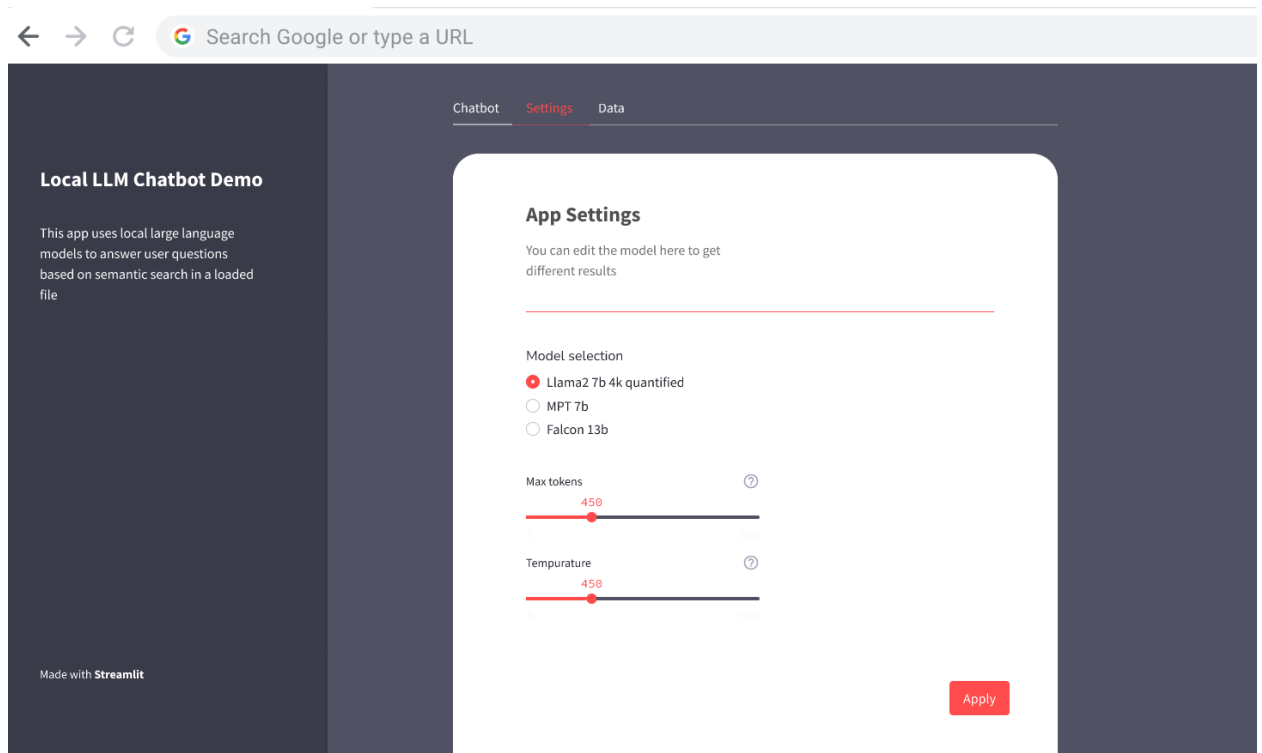 Search Google or type a URL
Chatbot Settings Data
Local LLM Chatbot Demo
This app uses local large language
models to answer user questions
based on semantic search in a loaded
file
Made with Streamlit
App Settings
You can edit the model here to get
different results
Model selection
Llama2 7b 4k quantified
MPT 7b
Falcon 13b
Max tokens
450
Tempurature
450
Apply